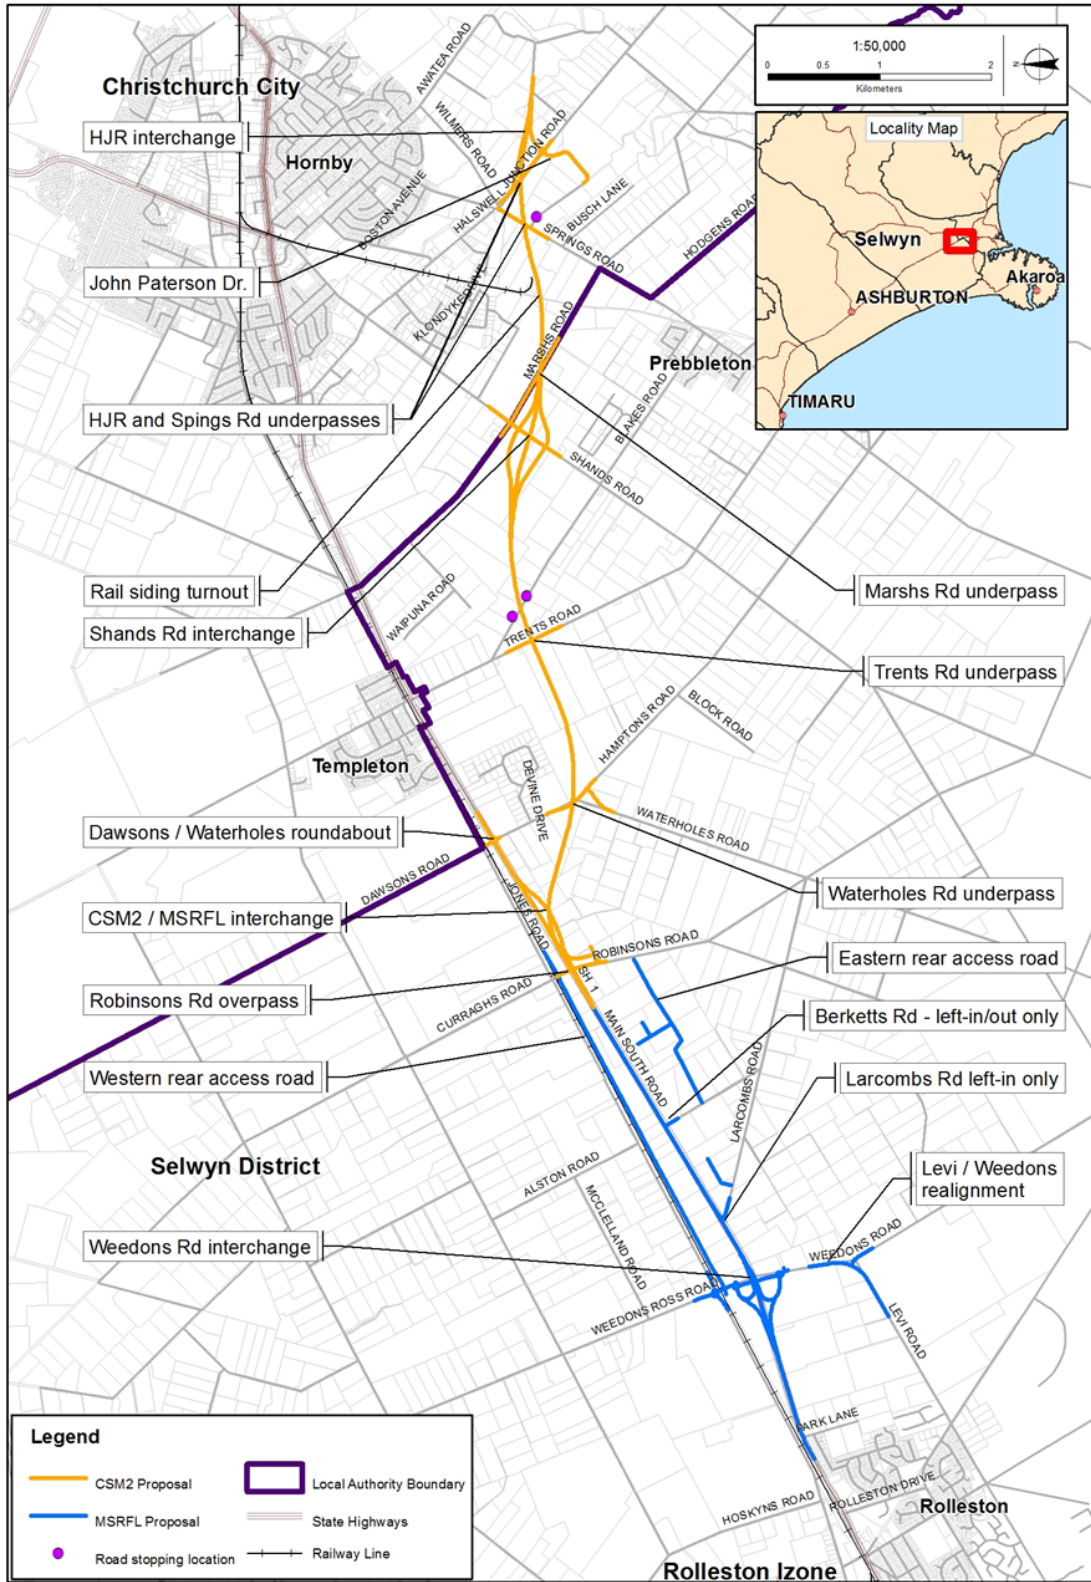 1:50,000
0
0.5
1
2
Kilometers
N
Locality Map
Selwyn
Akaroa
ASHBURTON
TIMARU
Christchurch City
AWATEA ROAD
HJR interchange
WILMERS ROAD
Hornby
HALSWELL JUNCTION ROAD
BOSTON AVENUE
BUSCH LANE
SPRINGS ROAD
HODGENS ROAD
John Paterson Dr.
KLONDYKE DRIVE
MARSHS ROAD
Prebbleton
HJR and Spings Rd underpasses
BLAKES ROAD
SHANDS ROAD
Rail siding turnout
Marshs Rd underpass
WAIPUNA ROAD
Shands Rd interchange
TRENTS ROAD
Trents Rd underpass
HAMPTONS ROAD
BLOCK ROAD
Templeton
DEVINE DRIVE
WATERHOLES ROAD
Dawsons / Waterholes roundabout
DAWSONS ROAD
JONES ROAD
Waterholes Rd underpass
CSM2 / MSRFL interchange
ROBINSONS ROAD
Eastern rear access road
SH 1
Robinsons Rd overpass
CURRAGHS ROAD
MAIN SOUTH ROAD
Berketts Rd - left-in/out only
Western rear access road
LARCOMBS ROAD
Larcombs Rd left-in only
Selwyn District
ALSTON ROAD
MCCLELLAND ROAD
Levi / Weedons
realignment
Weedons Rd interchange
WEEDONS ROAD
WEEDONS ROSS ROAD
LEVI ROAD
PARK LANE
HOSKYNS ROAD
ROLLESTON DRIVE
Rolleston
Rolleston Izone
Legend
CSM2 Proposal
Local Authority Boundary
MSRFL Proposal
State Highways
Road stopping location
Railway Line